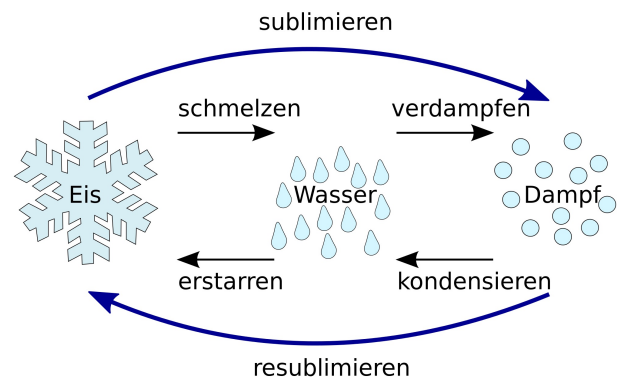 sublimieren
schmelzen
verdampfen
Eis
Wasser
Dampf
erstarren
kondensieren
resublimieren